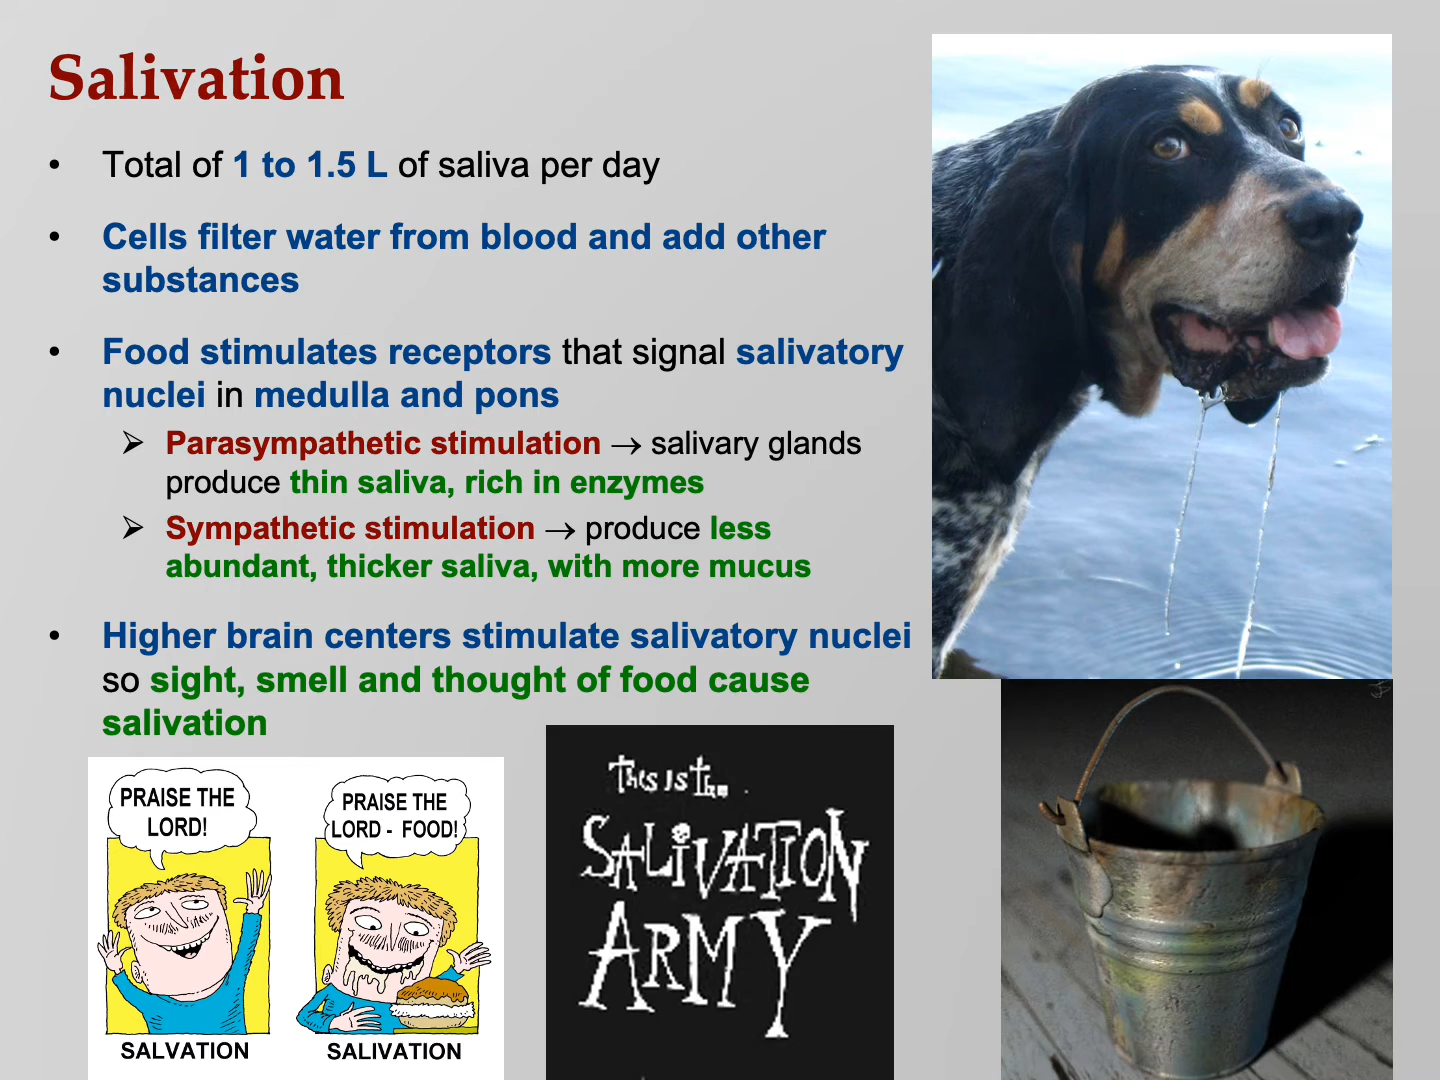 Salivation
• Total of 1 to 1.5 L of saliva per day
• Cells filter water from blood and add other
substances
• Food stimulates receptors that signal salivatory
nuclei in medulla and pons
➢ Parasympathetic stimulation → salivary glands
produce thin saliva, rich in enzymes
➢ Sympathetic stimulation → produce less
abundant, thicker saliva, with more mucus
• Higher brain centers stimulate salivatory nuclei
so sight, smell and thought of food cause
salivation
PRAISE THE
LORD!
SALVATION
PRAISE THE
LORD - FOOD!
SALIVATION
This is the
SALIVATION
ARMY